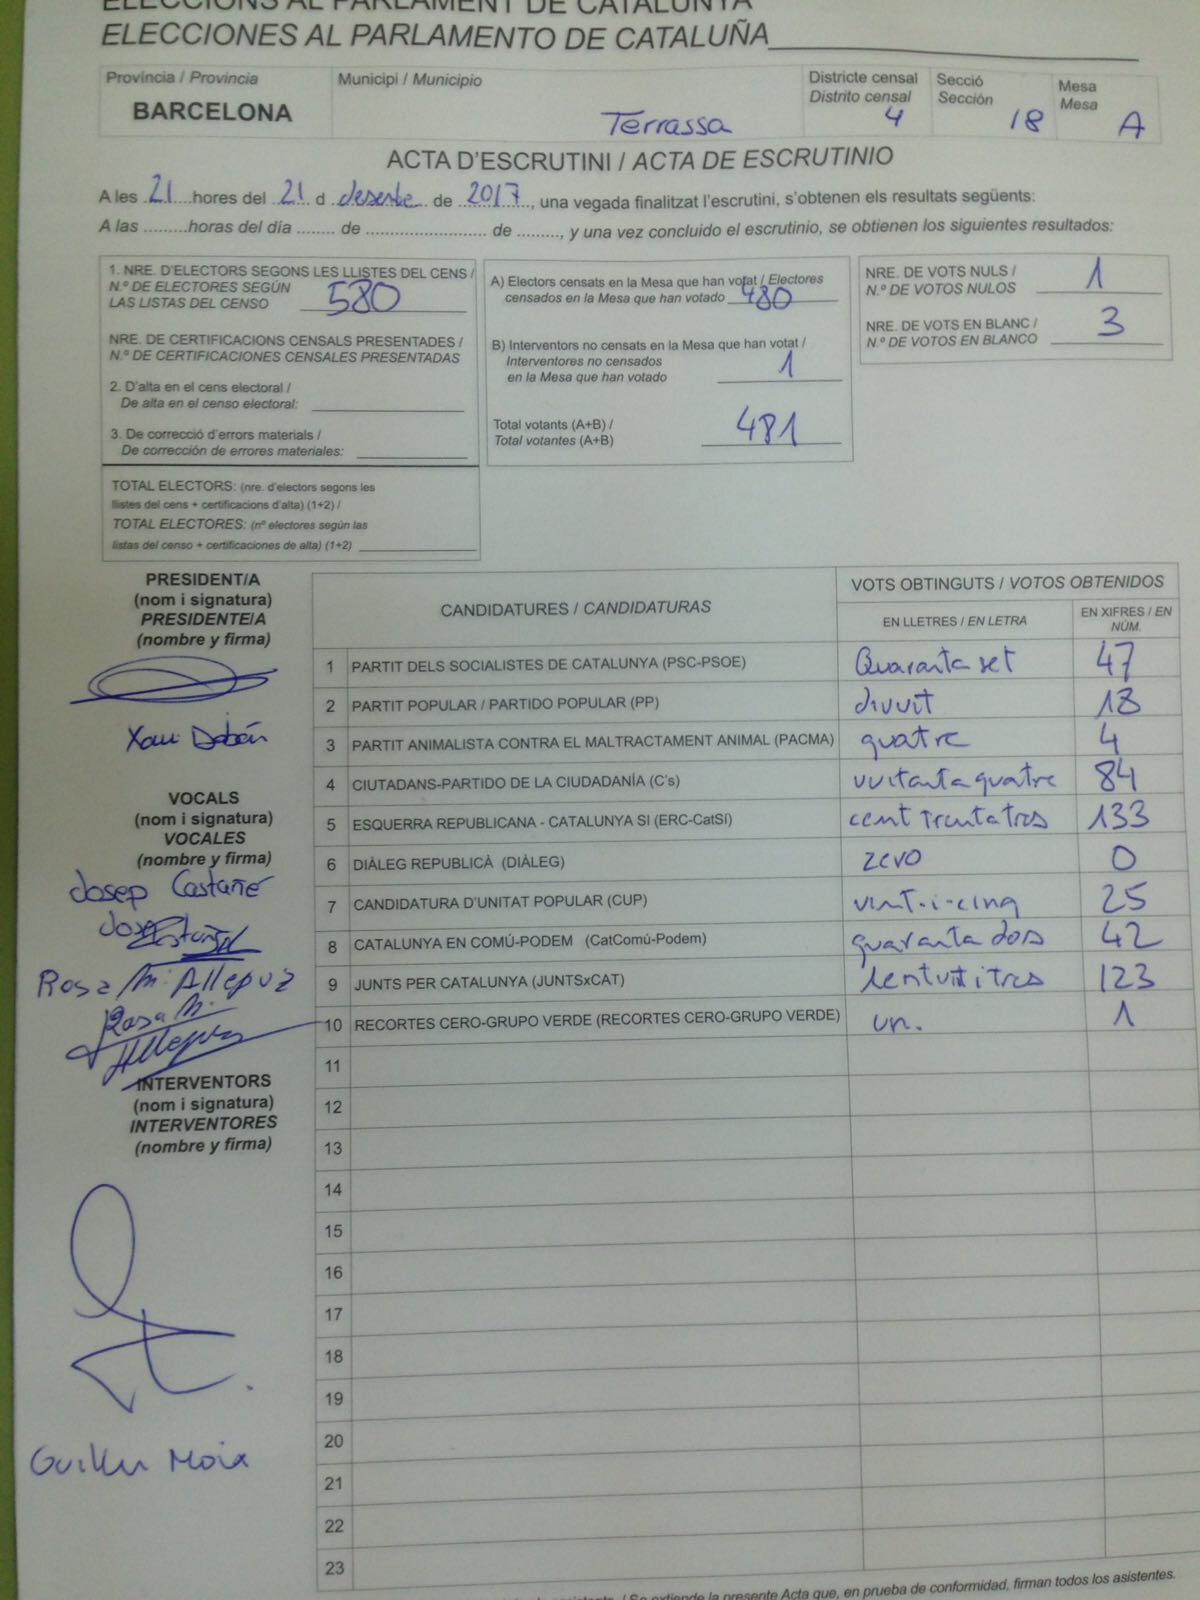 ELECCIONS AL PARLAMENT DE CATALUNYA
ELECCIONES AL PARLAMENTO DE CATALUÑA
Província / Provincia
BARCELONA
Municipi / Municipio
Terrassa
Districte censal
Distrito censal
4
Secció
Sección
18
Mesa
Mesa
A
ACTA D'ESCRUTINI / ACTA DE ESCRUTINIO
A les 21 hores del 21 d desembre de 2017, una vegada finalitzat l'escrutini, s'obtenen els resultats següents:
A las .........horas del día ........ de ......................... de ........., y una vez concluido el escrutinio, se obtienen los siguientes resultados:
1. NRE. D'ELECTORS SEGONS LES LLISTES DEL CENS /
N.º DE ELECTORES SEGÚN
LAS LISTAS DEL CENSO 580
NRE. DE CERTIFICACIONS CENSALS PRESENTADES /
N.º DE CERTIFICACIONES CENSALES PRESENTADAS
2. D'alta en el cens electoral /
De alta en el censo electoral:
3. De correcció d'errors materials /
De corrección de errores materiales:
TOTAL ELECTORS: (nre. d'electors segons les
llistes del cens + certificacions d'alta) (1+2) /
TOTAL ELECTORES: (nº electores según las
listas del censo + certificaciones de alta) (1+2)
A) Electors censats en la Mesa que han votat / Electores
censados en la Mesa que han votado 480
B) Interventors no censats en la Mesa que han votat /
Interventores no censados
en la Mesa que han votado 1
Total votants (A+B) /
Total votantes (A+B) 481
NRE. DE VOTS NULS /
N.º DE VOTOS NULOS 1
NRE. DE VOTS EN BLANC /
N.º DE VOTOS EN BLANCO 3
PRESIDENT/A
(nom i signatura)
PRESIDENTE/A
(nombre y firma)
Xavi
VOCALS
(nom i signatura)
VOCALES
(nombre y firma)
Josep Castañé
Josep
Rosa M. Allepuz
Rosa M.
Allepuz
INTERVENTORS
(nom i signatura)
INTERVENTORES
(nombre y firma)
Guillem Moix
CANDIDATURES / CANDIDATURAS
VOTS OBTINGUTS / VOTOS OBTENIDOS
EN LLETRES / EN LETRA
EN XIFRES / EN
NÚM.
1 PARTIT DELS SOCIALISTES DE CATALUNYA (PSC-PSOE) Quaranta set 47
2 PARTIT POPULAR / PARTIDO POPULAR (PP) divuit 18
3 PARTIT ANIMALISTA CONTRA EL MALTRACTAMENT ANIMAL (PACMA) quatre 4
4 CIUTADANS-PARTIDO DE LA CIUDADANÍA (C's) vuitanta quatre 84
5 ESQUERRA REPUBLICANA - CATALUNYA SÍ (ERC-CatSí) cent trentatres 133
6 DIÀLEG REPUBLICÀ (DIÀLEG) zero 0
7 CANDIDATURA D'UNITAT POPULAR (CUP) vint-i-cinq 25
8 CATALUNYA EN COMÚ-PODEM (CatComú-Podem) quaranta dos 42
9 JUNTS PER CATALUNYA (JUNTSxCAT) 123
10 RECORTES CERO-GRUPO VERDE (RECORTES CERO-GRUPO VERDE) un. 1
11
12
13
14
15
16
17
18
19
20
21
22
23
/ Se extiende la presente Acta que, en prueba de conformidad, firman todos los asistentes.